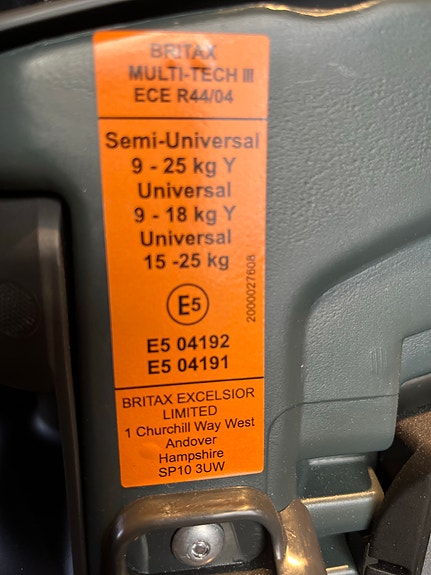 BRITAX
MULTI-TECH III
ECE R44/04
Semi-Universal
9 - 25 kg Y
Universal
9 - 18 kg Y
Universal
15 -25 kg
E5
2000027608
E5 04192
E5 04191
BRITAX EXCELSIOR
LIMITED
1 Churchill Way West
Andover
Hampshire
SP10 3UW